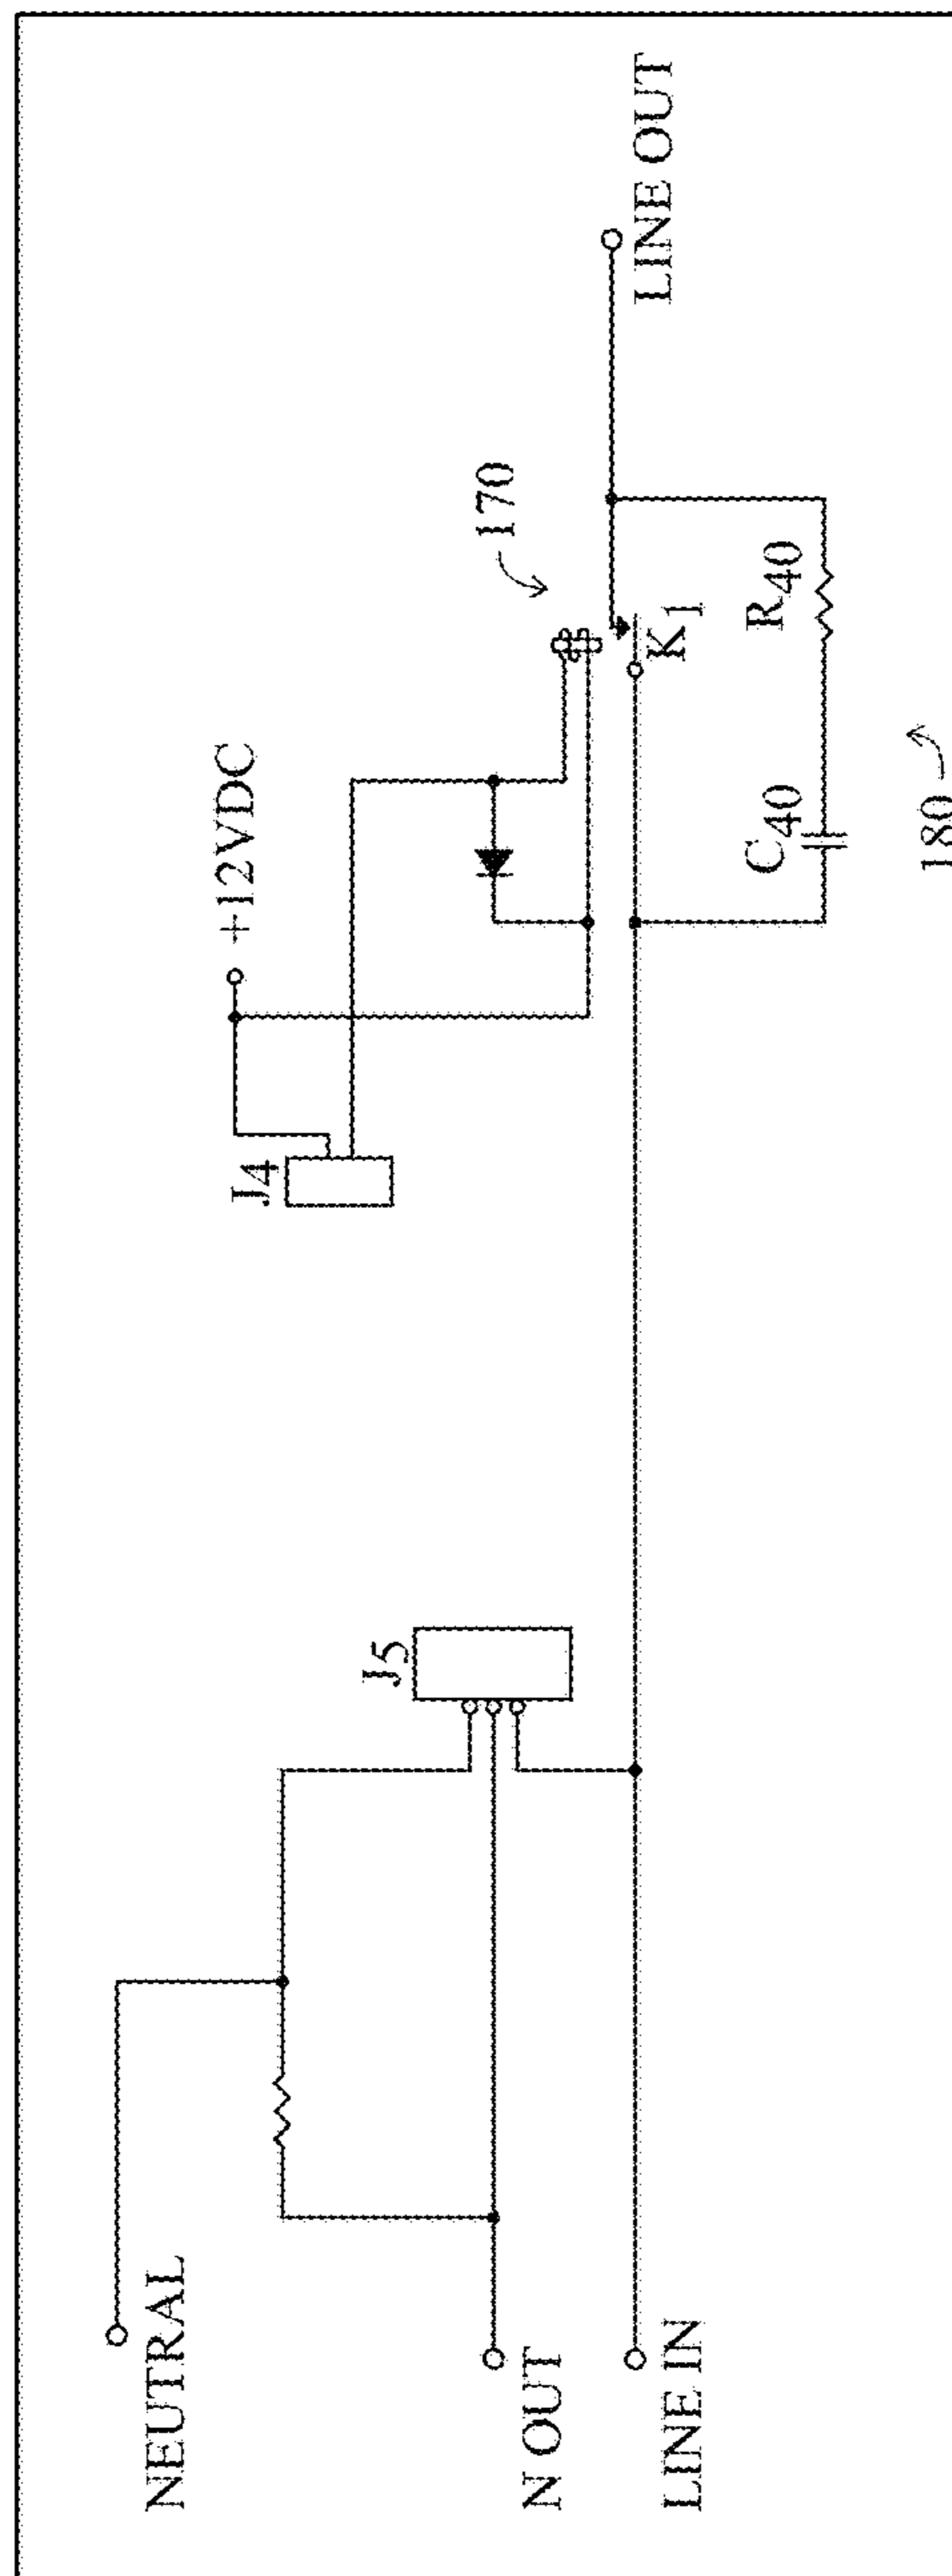 NEUTRAL
N OUT
LINE IN
J5
J4
+12VDC
170
K1
LINE OUT
C40
R40
180